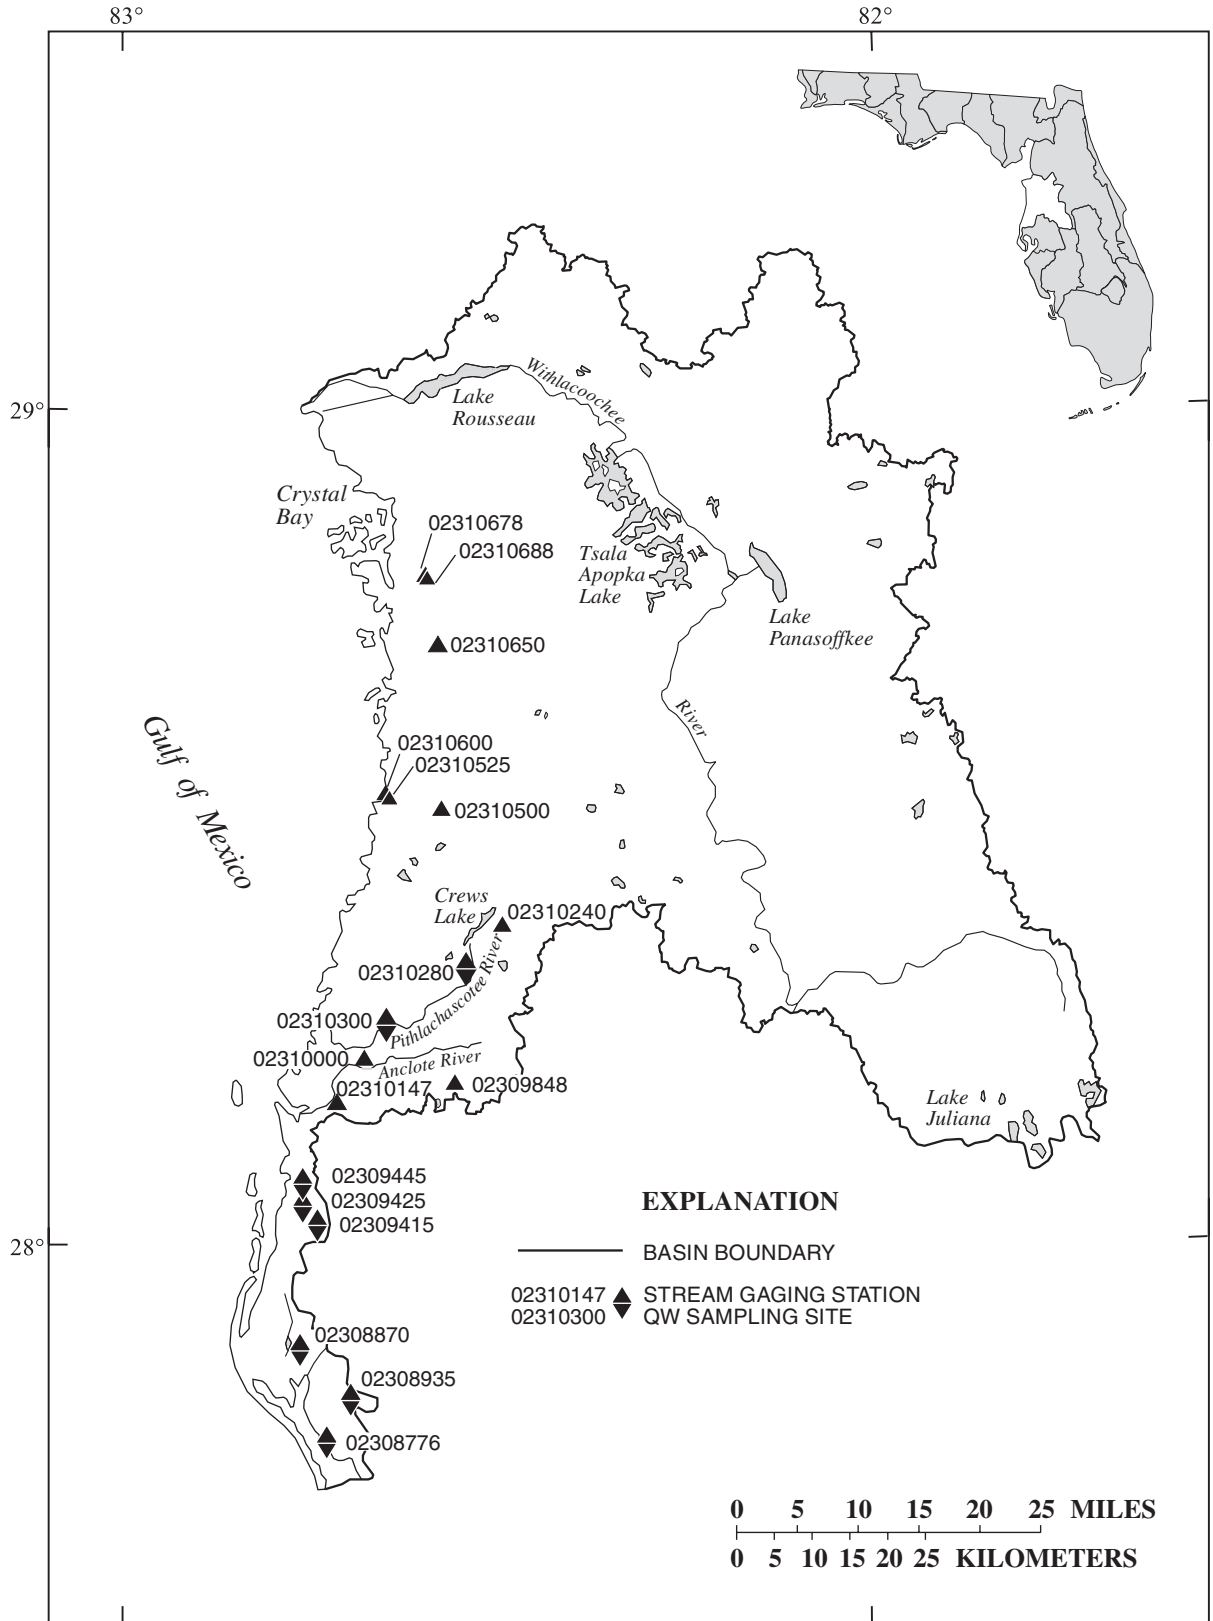 83°
82°
Withlacoochee
Lake
Rousseau
29°
Crystal
Bay
02310678
02310688
Tsala
Apopka
Lake
Lake
Panasoffkee
02310650
River
Gulf of Mexico
02310600
02310525
02310500
Crews
Lake
02310240
02310280
Pithlachascotee River
02310300
02310000
Anclote River
02310147
02309848
Lake
Juliana
02309445
02309425
02309415
28°
EXPLANATION
BASIN BOUNDARY
02310147 STREAM GAGING STATION
02310300 QW SAMPLING SITE
02308870
02308935
02308776
0 5 10 15 20 25 MILES
0 5 10 15 20 25 KILOMETERS